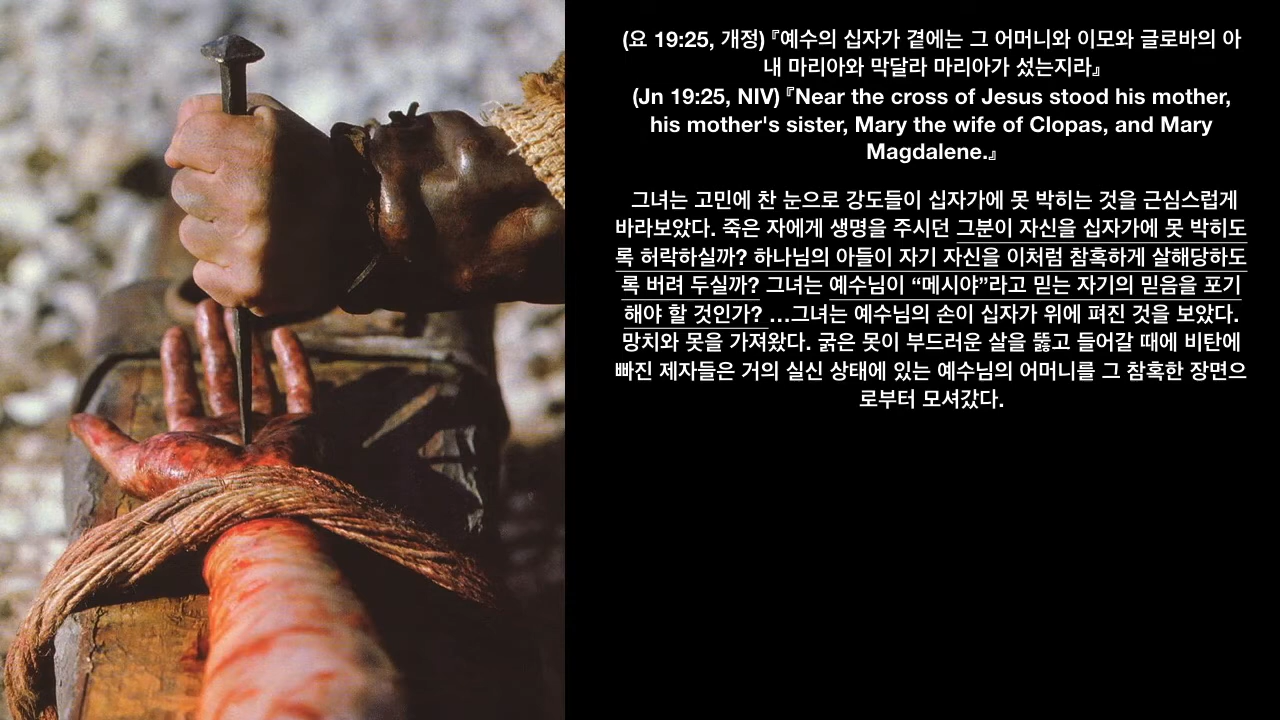 (요 19:25, 개정)『예수의 십자가 곁에는 그 어머니와 이모와 글로바의 아
내 마리아와 막달라 마리아가 섰는지라』
(Jn 19:25, NIV)『Near the cross of Jesus stood his mother,
his mother's sister, Mary the wife of Clopas, and Mary
Magdalene.』
그녀는 고민에 찬 눈으로 강도들이 십자가에 못 박히는 것을 근심스럽게
바라보았다. 죽은 자에게 생명을 주시던 그분이 자신을 십자가에 못 박히도
록 허락하실까? 하나님의 아들이 자기 자신을 이처럼 참혹하게 살해당하도
록 버려 두실까? 그녀는 예수님이 “메시야”라고 믿는 자기의 믿음을 포기
해야 할 것인가? …그녀는 예수님의 손이 십자가 위에 펴진 것을 보았다.
망치와 못을 가져왔다. 굵은 못이 부드러운 살을 뚫고 들어갈 때에 비탄에
빠진 제자들은 거의 실신 상태에 있는 예수님의 어머니를 그 참혹한 장면으
로부터 모셔갔다.